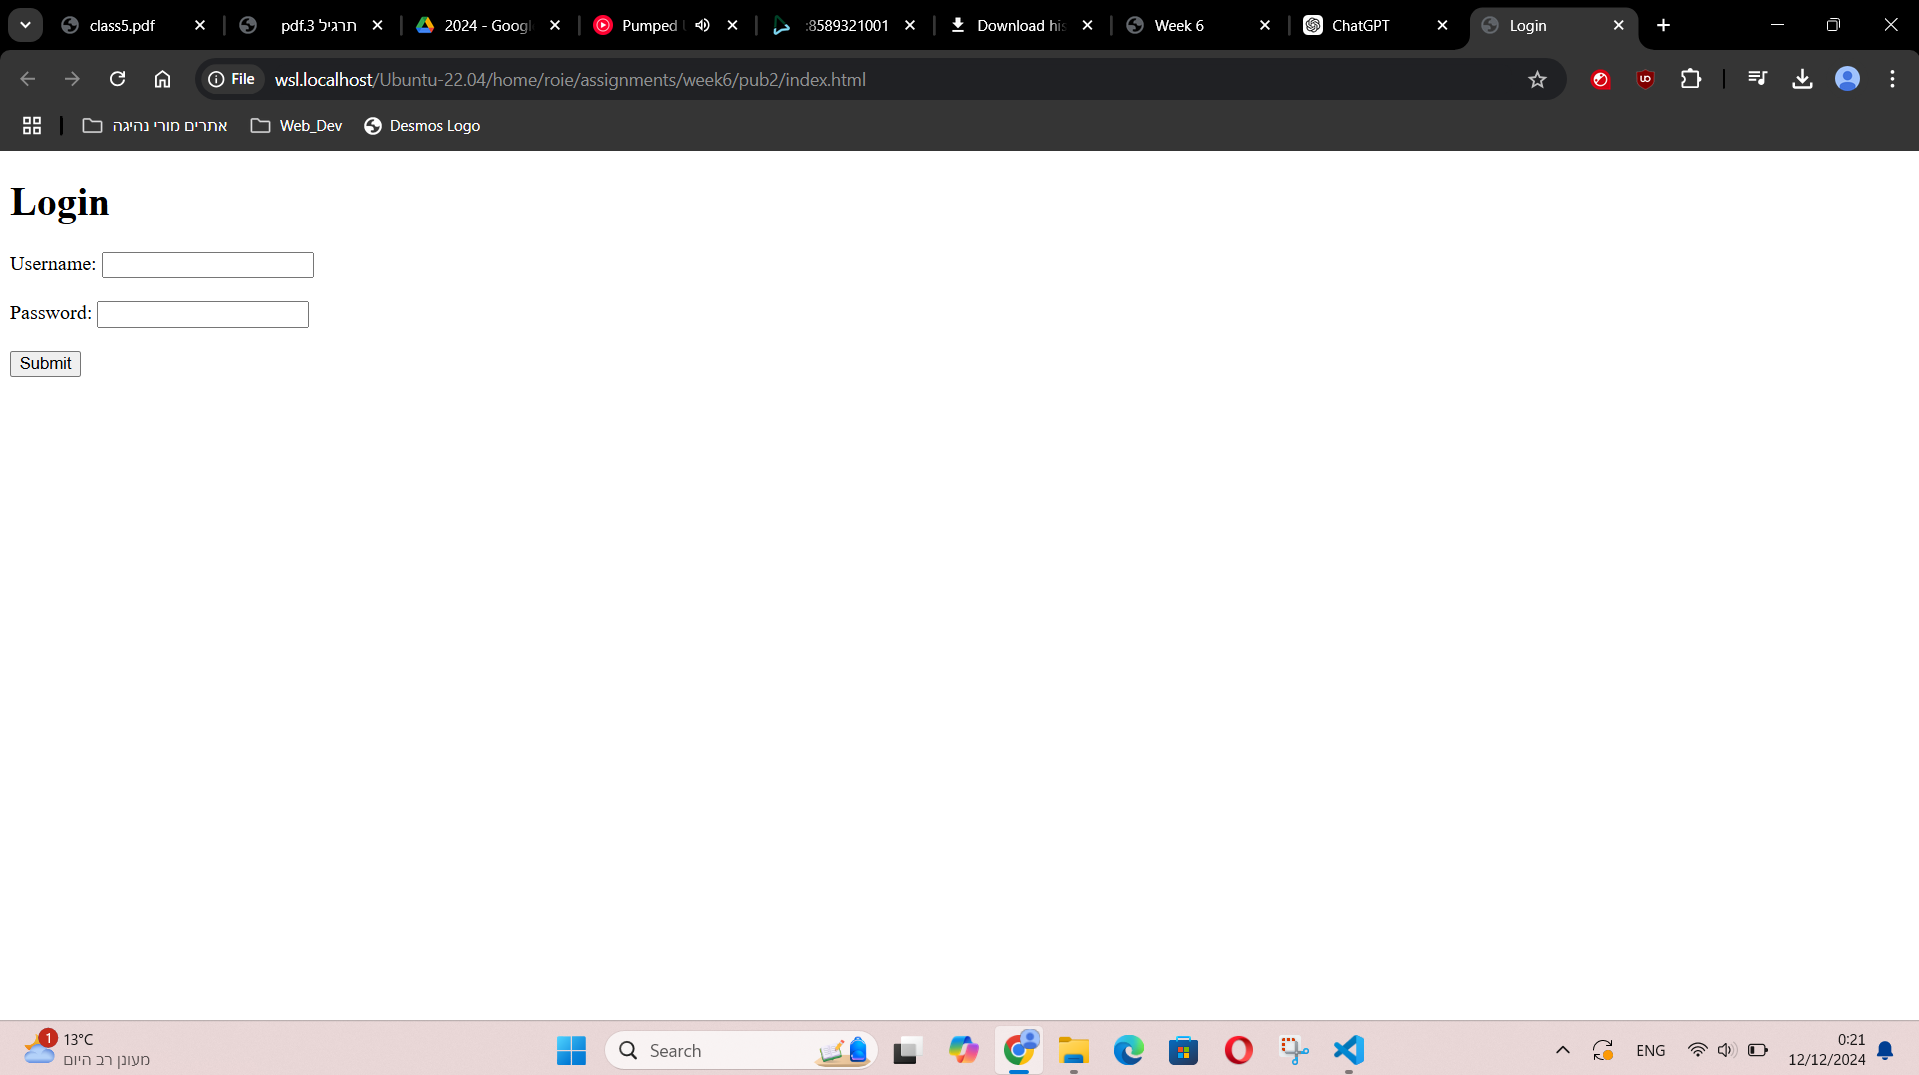 class5.pdf
תרגיל 3.pdf
2024 - Googl
Pumped
:8589321001
Download his
Week 6
ChatGPT
Login
File
wsl.localhost/Ubuntu-22.04/home/roie/assignments/week6/pub2/index.html
אתרים מורי נהיגה
Web_Dev
Desmos Logo
Login
Username:
Password:
Submit
1
13°C
מעונן רב היום
Search
ENG
0:21
12/12/2024